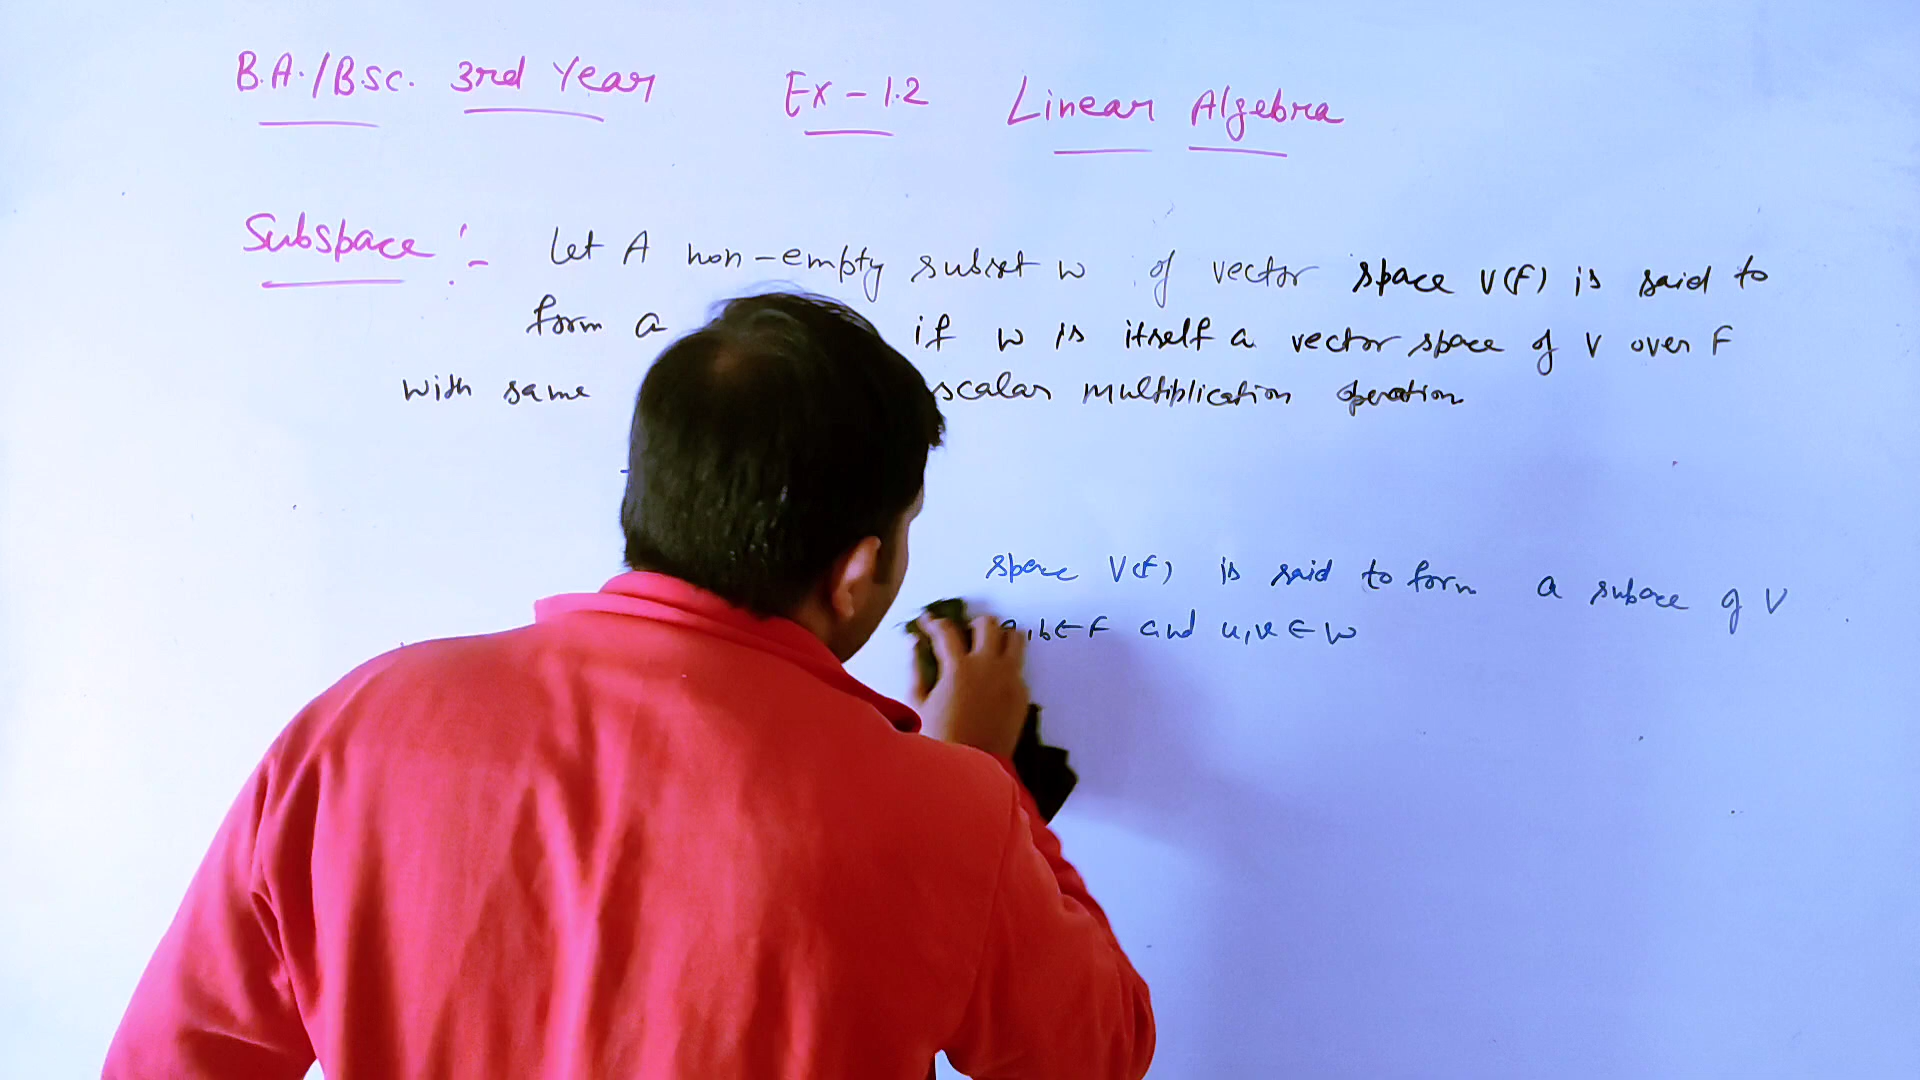 B.A./B.sc. 3rd Year Ex-1.2 Linear Algebra
Subspace :- Let A non-empty subset W of vector space V(F) is said to
form a if W is itself a vector space of V over F
with same scalar multiplication operation
space V(F) is said to form a subace of V
a,b∈F and u,v∈W